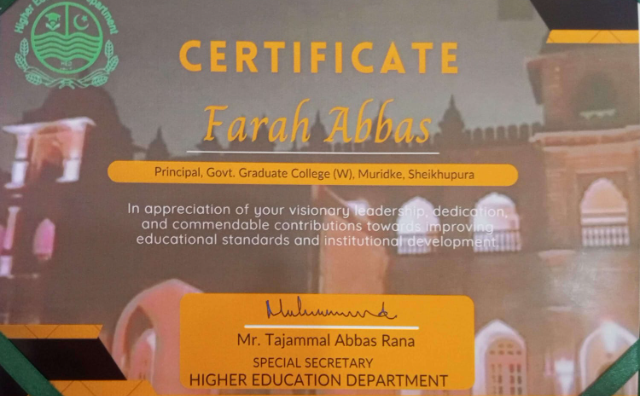 Higher Education Department
CERTIFICATE
Farah Abbas
Principal, Govt. Graduate College (W), Muridke, Sheikhupura
In appreciation of your visionary leadership, dedication,
and commendable contributions towards improving
educational standards and institutional development.
Mr. Tajammal Abbas Rana
SPECIAL SECRETARY
HIGHER EDUCATION DEPARTMENT